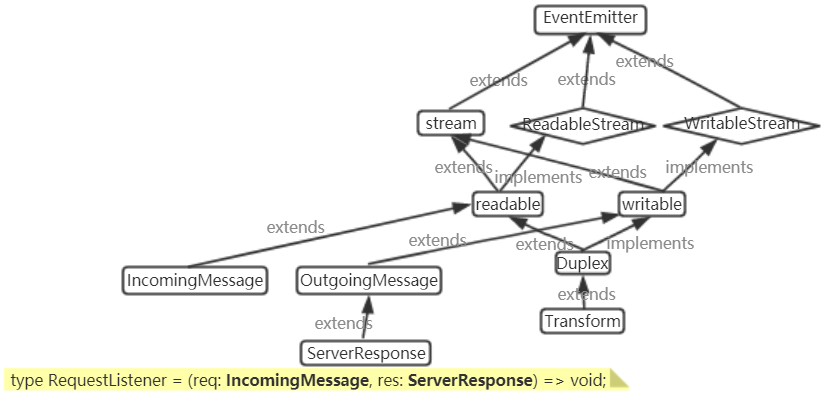 EventEmitter
extends
extends
extends
stream
ReadableStream
WritableStream
extends
implements
extends
implements
readable
writable
extends
extends
extends
implements
IncomingMessage
OutgoingMessage
Duplex
extends
extends
Transform
ServerResponse
type RequestListener = (req: IncomingMessage, res: ServerResponse) => void;